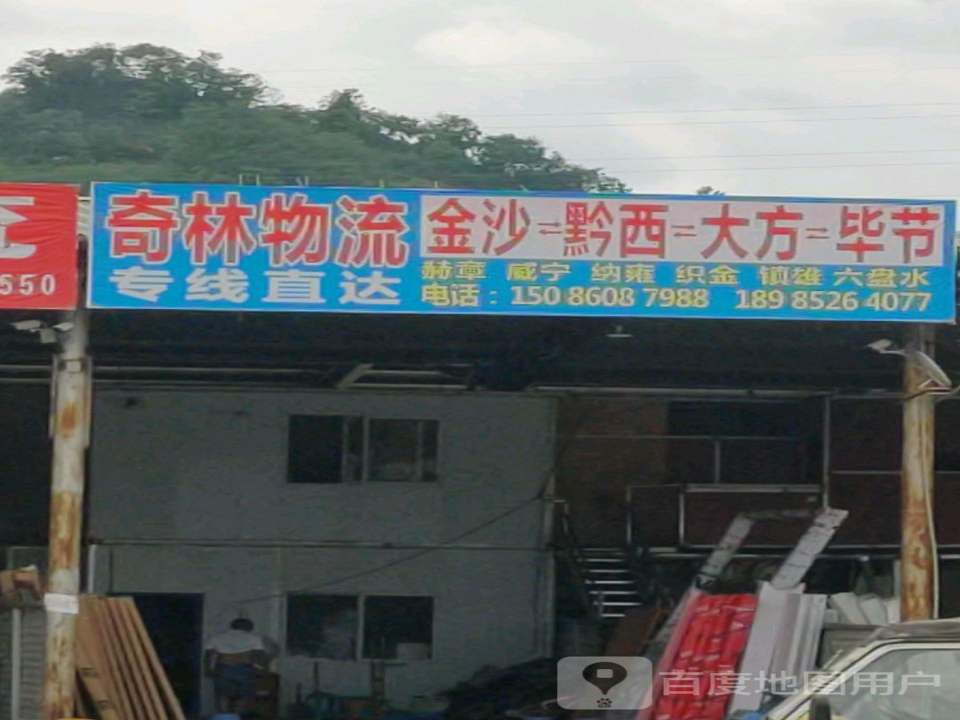 奇林物流
专线直达
金沙⇌黔西⇌大方⇌毕节
赫章 威宁 纳雍 织金 镇雄 六盘水
电话：150 8608 7988 189 8526 4077
550
百度地图用户